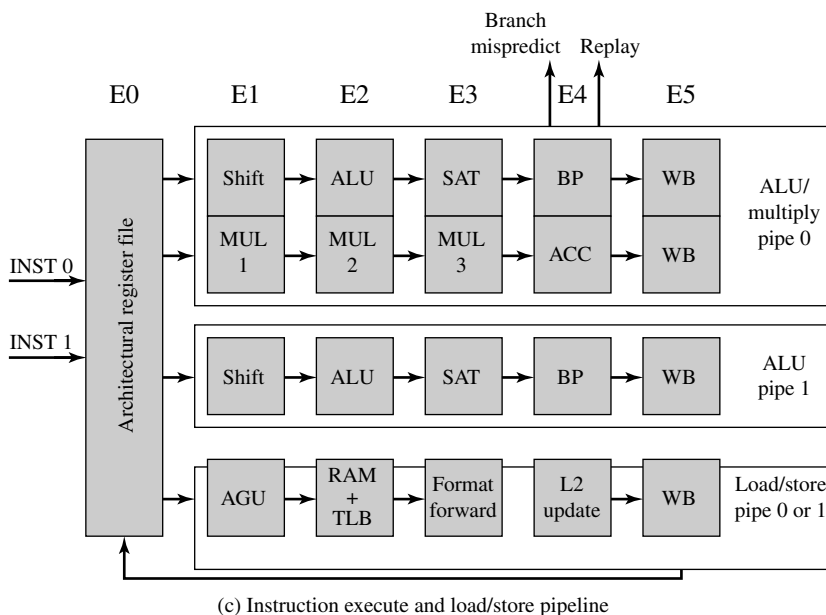 Branch
mispredict
Replay
E0
E1
E2
E3
E4
E5
Architectural register file
INST 0
INST 1
Shift
ALU
SAT
BP
WB
MUL
1
MUL
2
MUL
3
ACC
WB
ALU/
multiply
pipe 0
Shift
ALU
SAT
BP
WB
ALU
pipe 1
AGU
RAM
+
TLB
Format
forward
L2
update
WB
Load/store
pipe 0 or 1
(c) Instruction execute and load/store pipeline